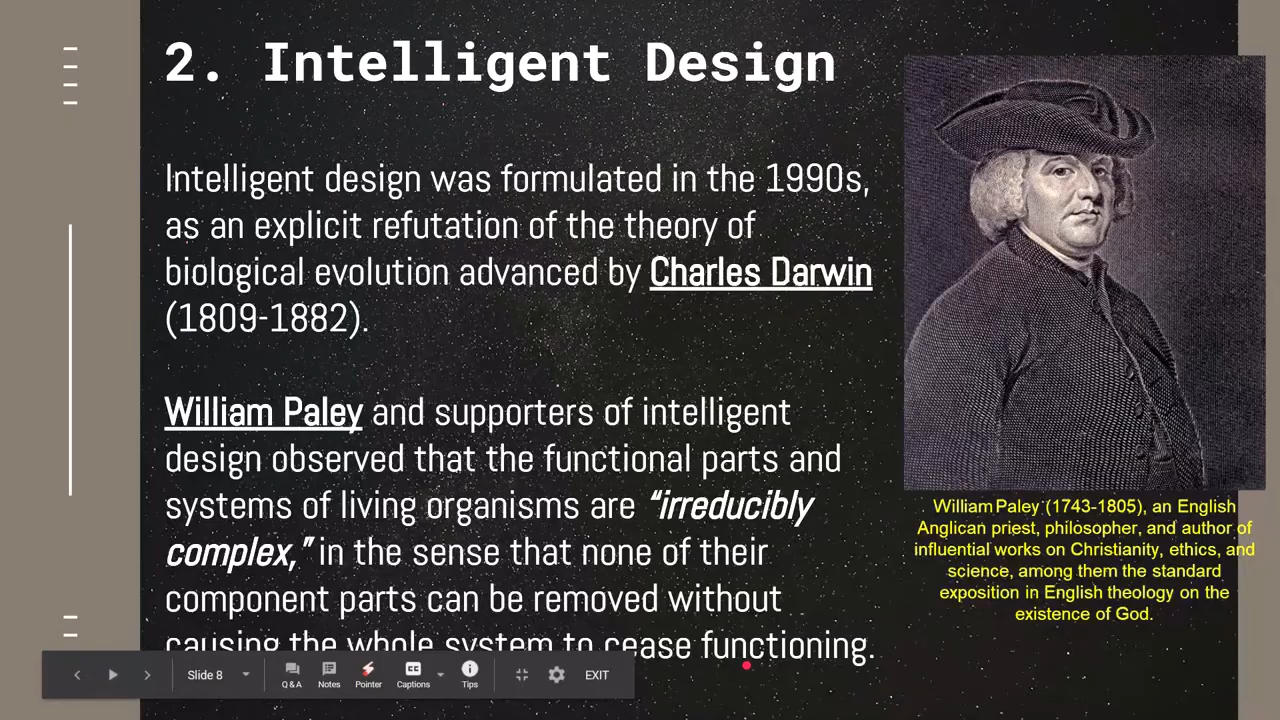 2. Intelligent Design
Intelligent design was formulated in the 1990s,
as an explicit refutation of the theory of
biological evolution advanced by Charles Darwin
(1809-1882).
William Paley and supporters of intelligent
design observed that the functional parts and
systems of living organisms are “irreducibly
complex,” in the sense that none of their
component parts can be removed without
causing the whole system to cease functioning.
William Paley (1743-1805), an English
Anglican priest, philosopher, and author of
influential works on Christianity, ethics, and
science, among them the standard
exposition in English theology on the
existence of God.
Slide 8
Q & A
Notes
Pointer
Captions
Tips
EXIT